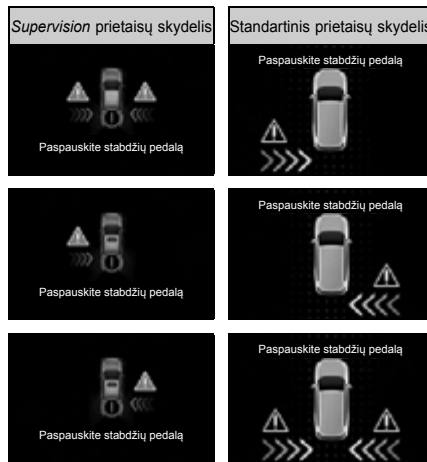 Supervision prietaisų skydelis
Standartinis prietaisų skydelis
Paspauskite stabdžių pedalą
Paspauskite stabdžių pedalą
Paspauskite stabdžių pedalą
Paspauskite stabdžių pedalą
Paspauskite stabdžių pedalą
Paspauskite stabdžių pedalą